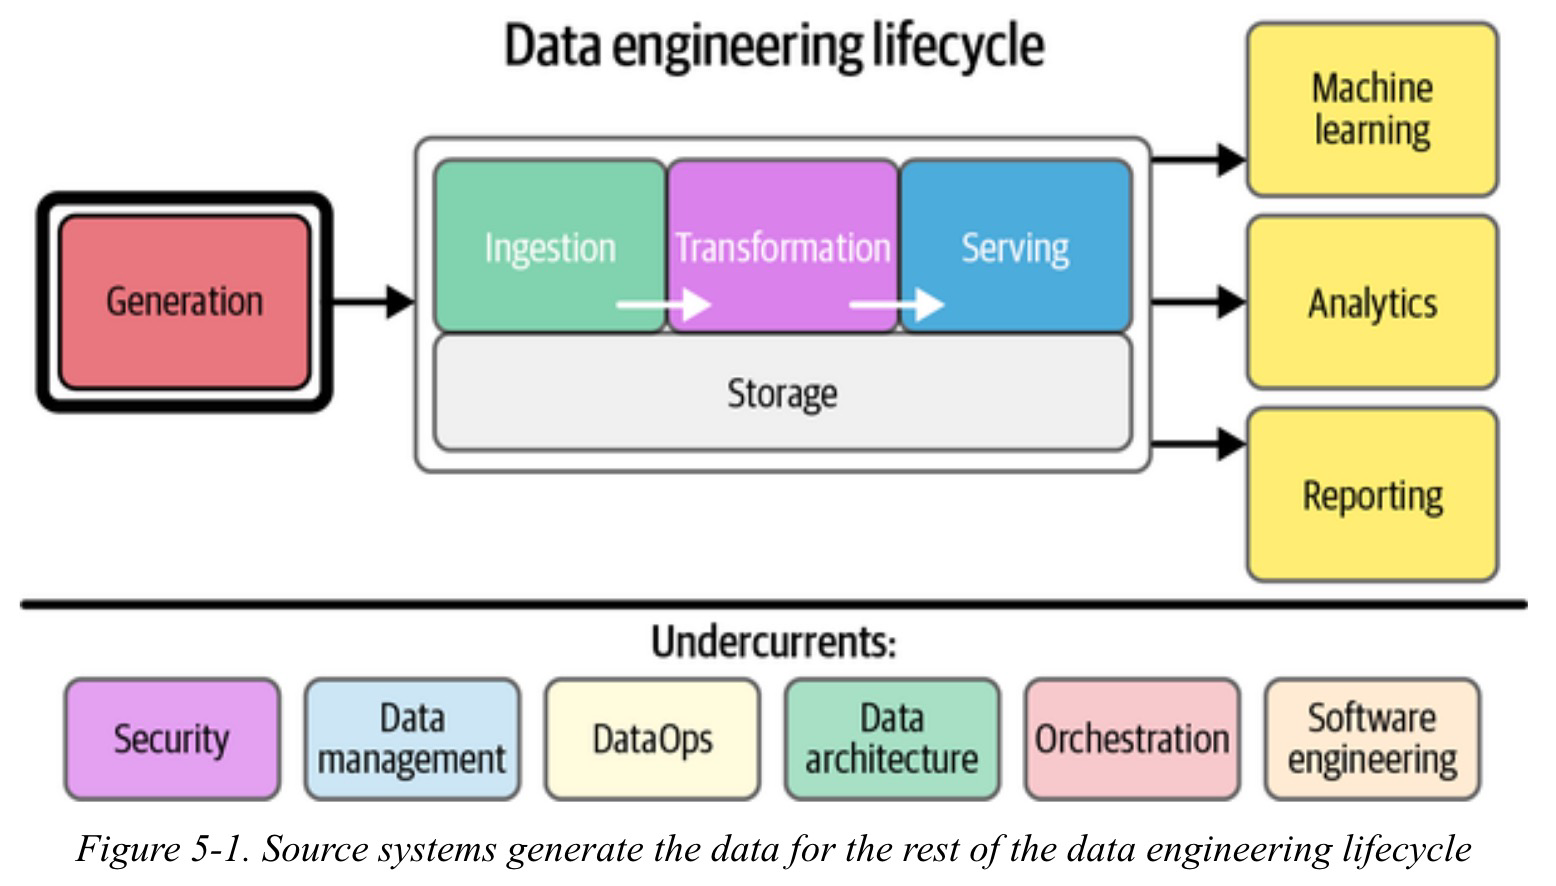 Data engineering lifecycle
Generation
Ingestion
Transformation
Serving
Storage
Machine
learning
Analytics
Reporting
Undercurrents:
Security
Data
management
DataOps
Data
architecture
Orchestration
Software
engineering
Figure 5-1. Source systems generate the data for the rest of the data engineering lifecycle